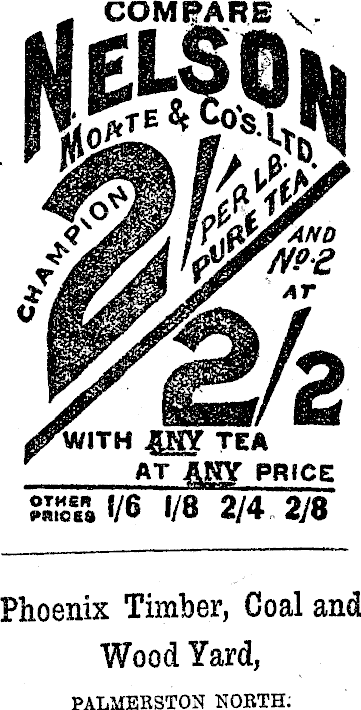 COMPARE
NELSON
MOATE & CO'S. LTD.
CHAMPION
2/-
PER LB.
PURE TEA
AND
No. 2
AT
2/2
WITH ANY TEA
AT ANY PRICE
OTHER PRICES 1/6 1/8 2/4 2/8
Phoenix Timber, Coal and
Wood Yard,
PALMERSTON NORTH.